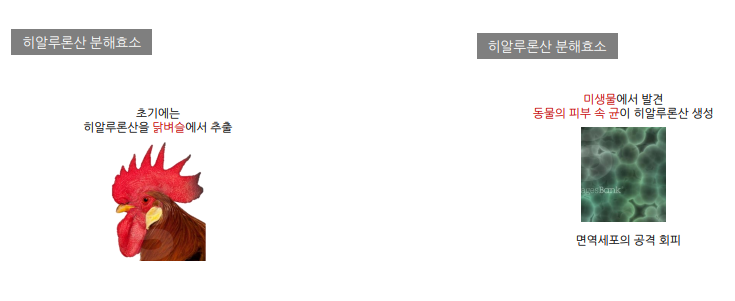 히알루론산 분해효소
초기에는
히알루론산을 닭벼슬에서 추출
히알루론산 분해효소
미생물에서 발견
동물의 피부 속 균이 히알루론산 생성
면역세포의 공격 회피